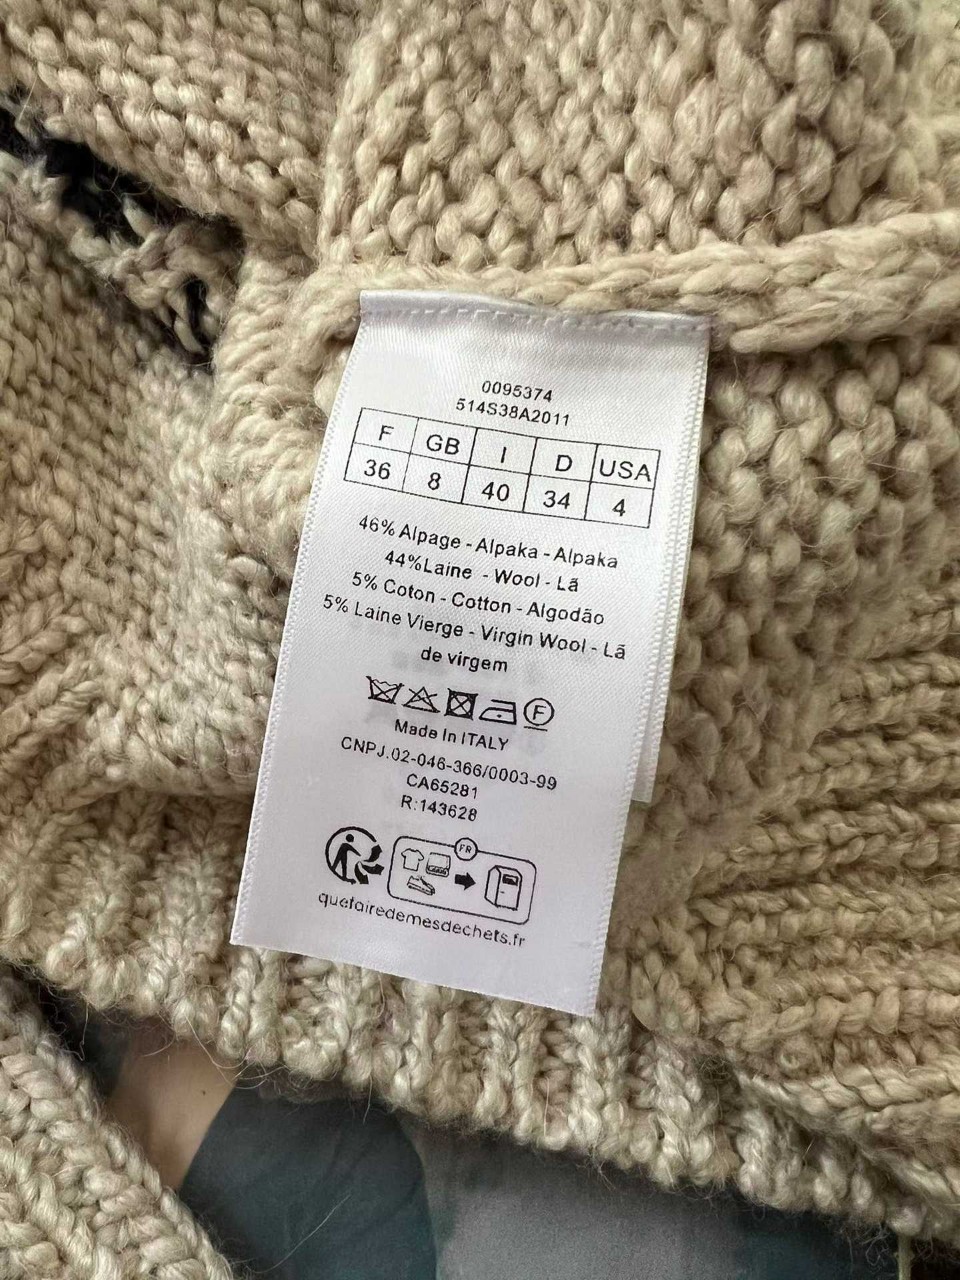 0095374
514S38A2011
F GB I D USA
36 8 40 34 4
46% Alpage - Alpaka - Alpaka
44%Laine - Wool - Lã
5% Coton - Cotton - Algodão
5% Laine Vierge - Virgin Wool - Lã
de virgem
F
Made In ITALY
CNPJ.02-046-366/0003-99
CA65281
R:143628
FR
quefairedemesdechets.fr